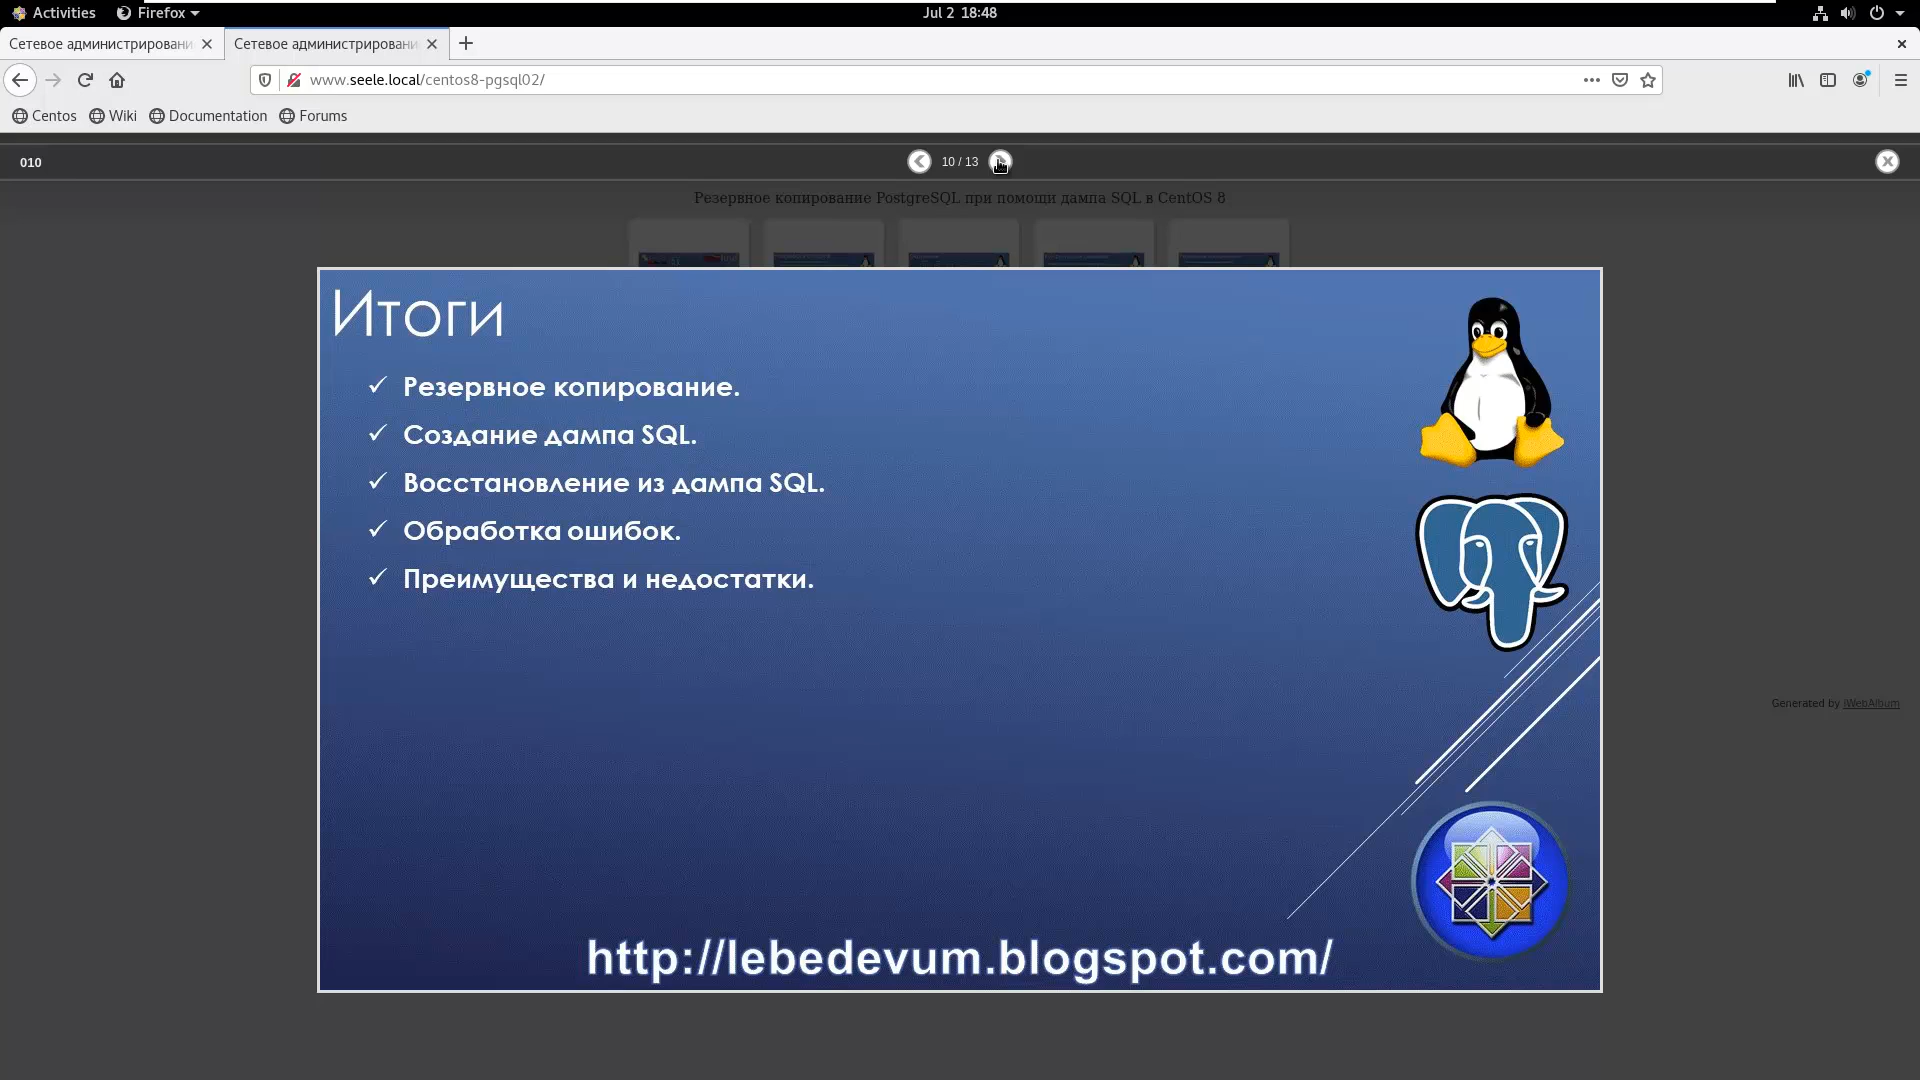 Activities Firefox Jul 2 18:48
Сетевое администрировани Сетевое администрировани
www.seele.local/centos8-pgsql02/
Centos Wiki Documentation Forums
010 10 / 13
Резервное копирование PostgreSQL при помощи дампа SQL в CentOS 8
Итоги
✓ Резервное копирование.
✓ Создание дампа SQL.
✓ Восстановление из дампа SQL.
✓ Обработка ошибок.
✓ Преимущества и недостатки.
Generated by JWebAlbum
http://lebedevum.blogspot.com/